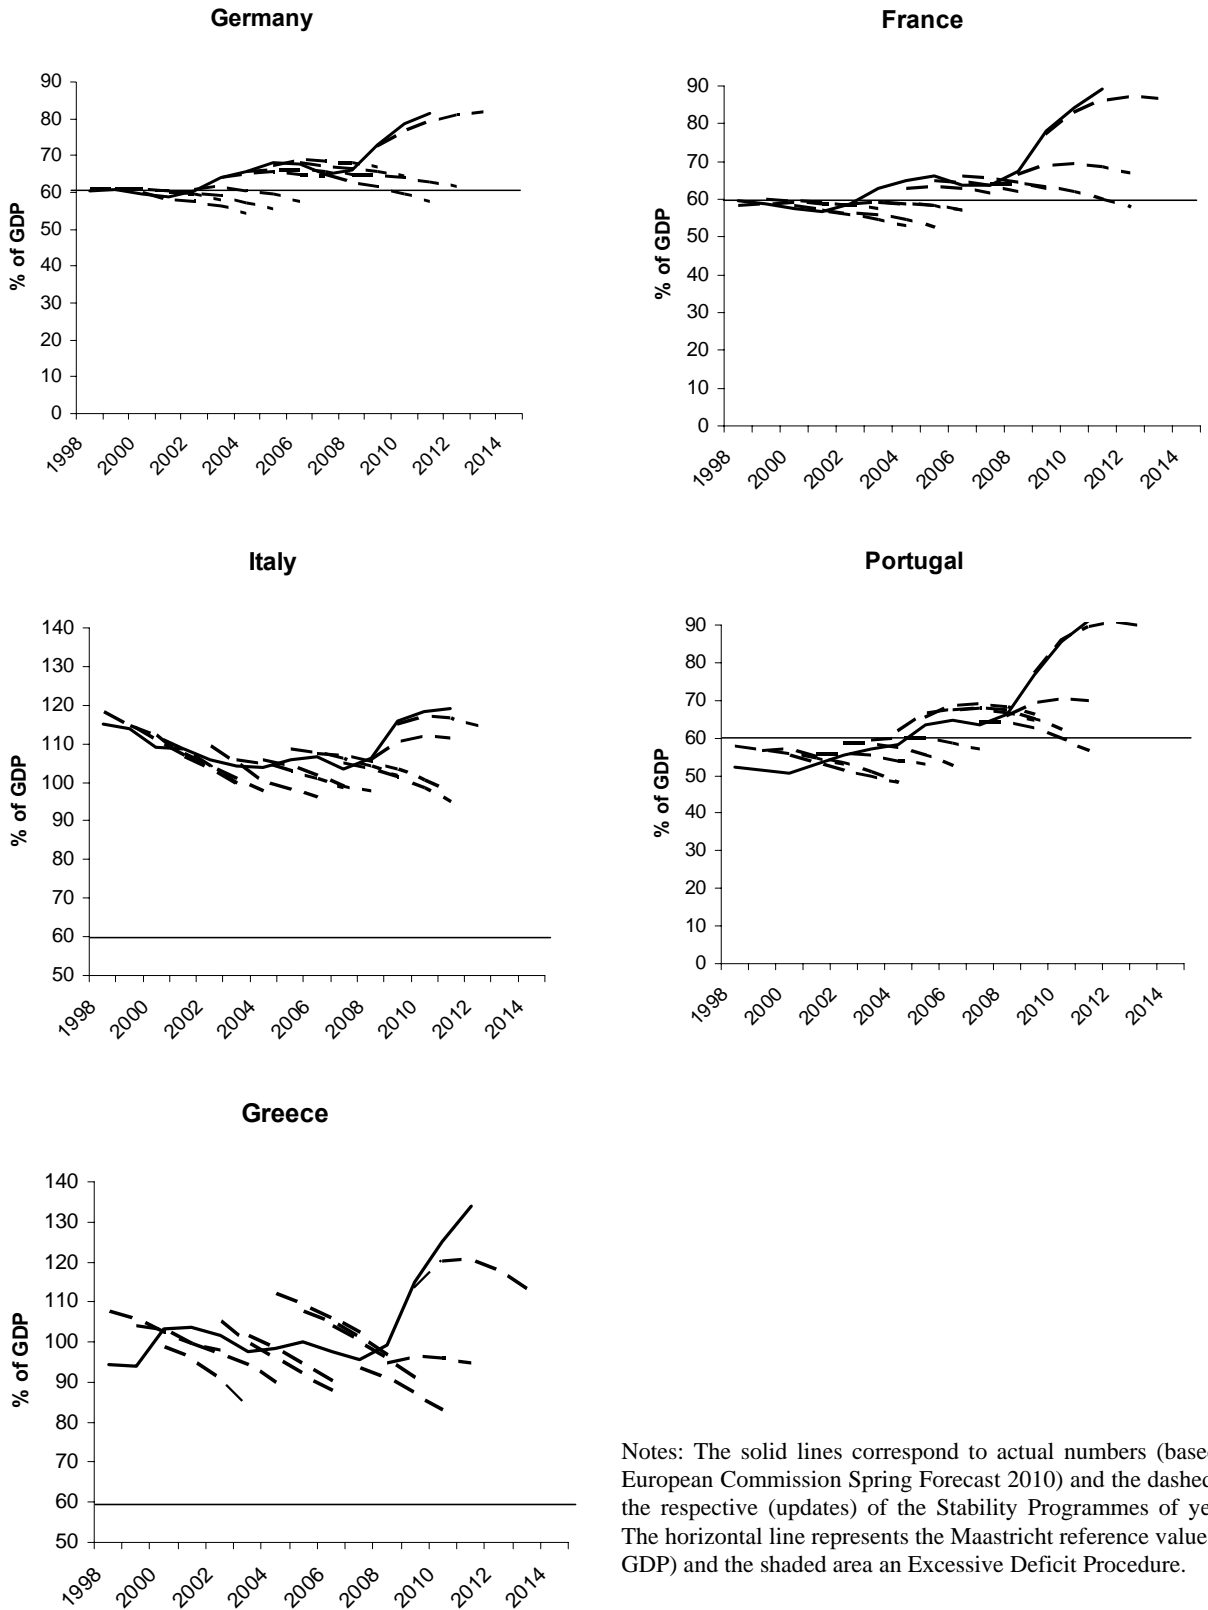 Germany
France
% of GDP
90
80
70
60
50
40
30
20
10
0
1998 2000 2002 2004 2006 2008 2010 2012 2014
% of GDP
90
80
70
60
50
40
30
20
10
0
1998 2000 2002 2004 2006 2008 2010 2012 2014
Italy
Portugal
% of GDP
140
130
120
110
100
90
80
70
60
50
1998 2000 2002 2004 2006 2008 2010 2012 2014
% of GDP
90
80
70
60
50
40
30
20
10
0
1998 2000 2002 2004 2006 2008 2010 2012 2014
Greece
% of GDP
140
130
120
110
100
90
80
70
60
50
1998 2000 2002 2004 2006 2008 2010 2012 2014
Notes: The solid lines correspond to actual numbers (based
European Commission Spring Forecast 2010) and the dashed
the respective (updates) of the Stability Programmes of ye
The horizontal line represents the Maastricht reference value
GDP) and the shaded area an Excessive Deficit Procedure.